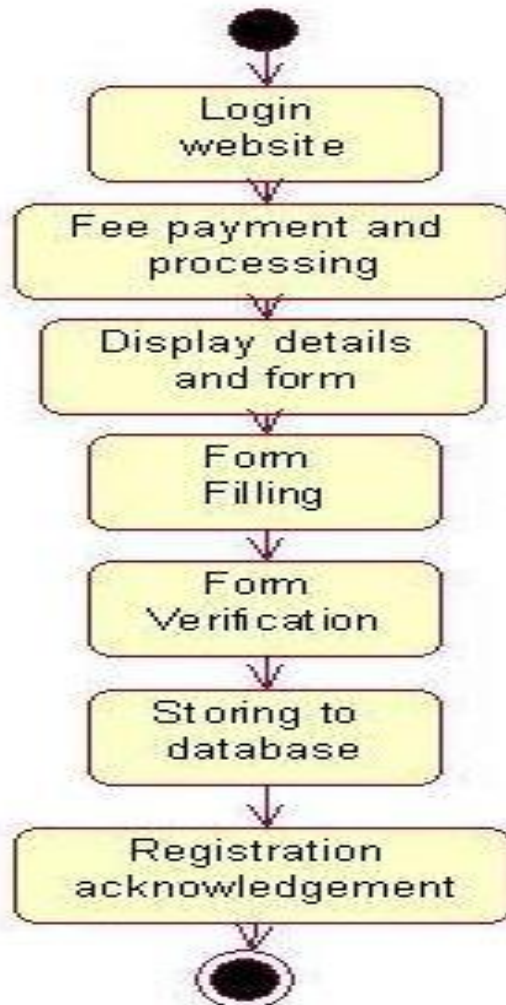 Login
website
Fee payment and
processing
Display details
and form
Form
Filling
Form
Verification
Storing to
database
Registration
acknowledgement